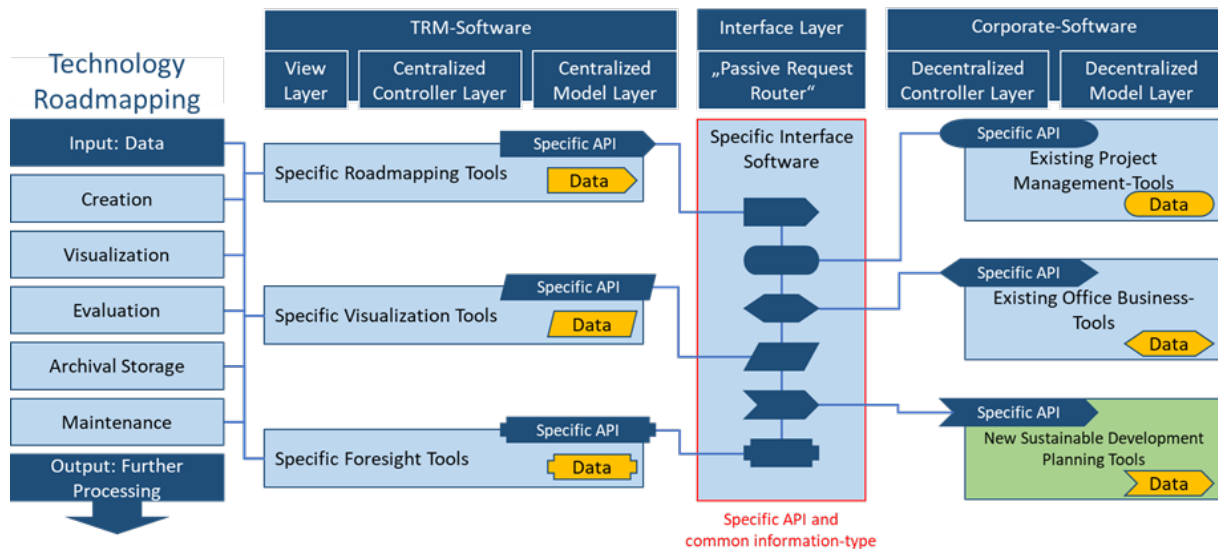 Technology
Roadmapping
Input: Data
Creation
Visualization
Evaluation
Archival Storage
Maintenance
Output: Further
Processing
TRM-Software
View
Layer
Centralized
Controller Layer
Centralized
Model Layer
Specific API
Specific Roadmapping Tools
Data
Specific API
Specific Visualization Tools
Data
Specific API
Specific Foresight Tools
Data
Interface Layer
„Passive Request
Router“
Specific Interface
Software
Specific API and
common information-type
Corporate-Software
Decentralized
Controller Layer
Decentralized
Model Layer
Specific API
Existing Project
Management-Tools
Data
Specific API
Existing Office Business-
Tools
Data
Specific API
New Sustainable Development
Planning Tools
Data